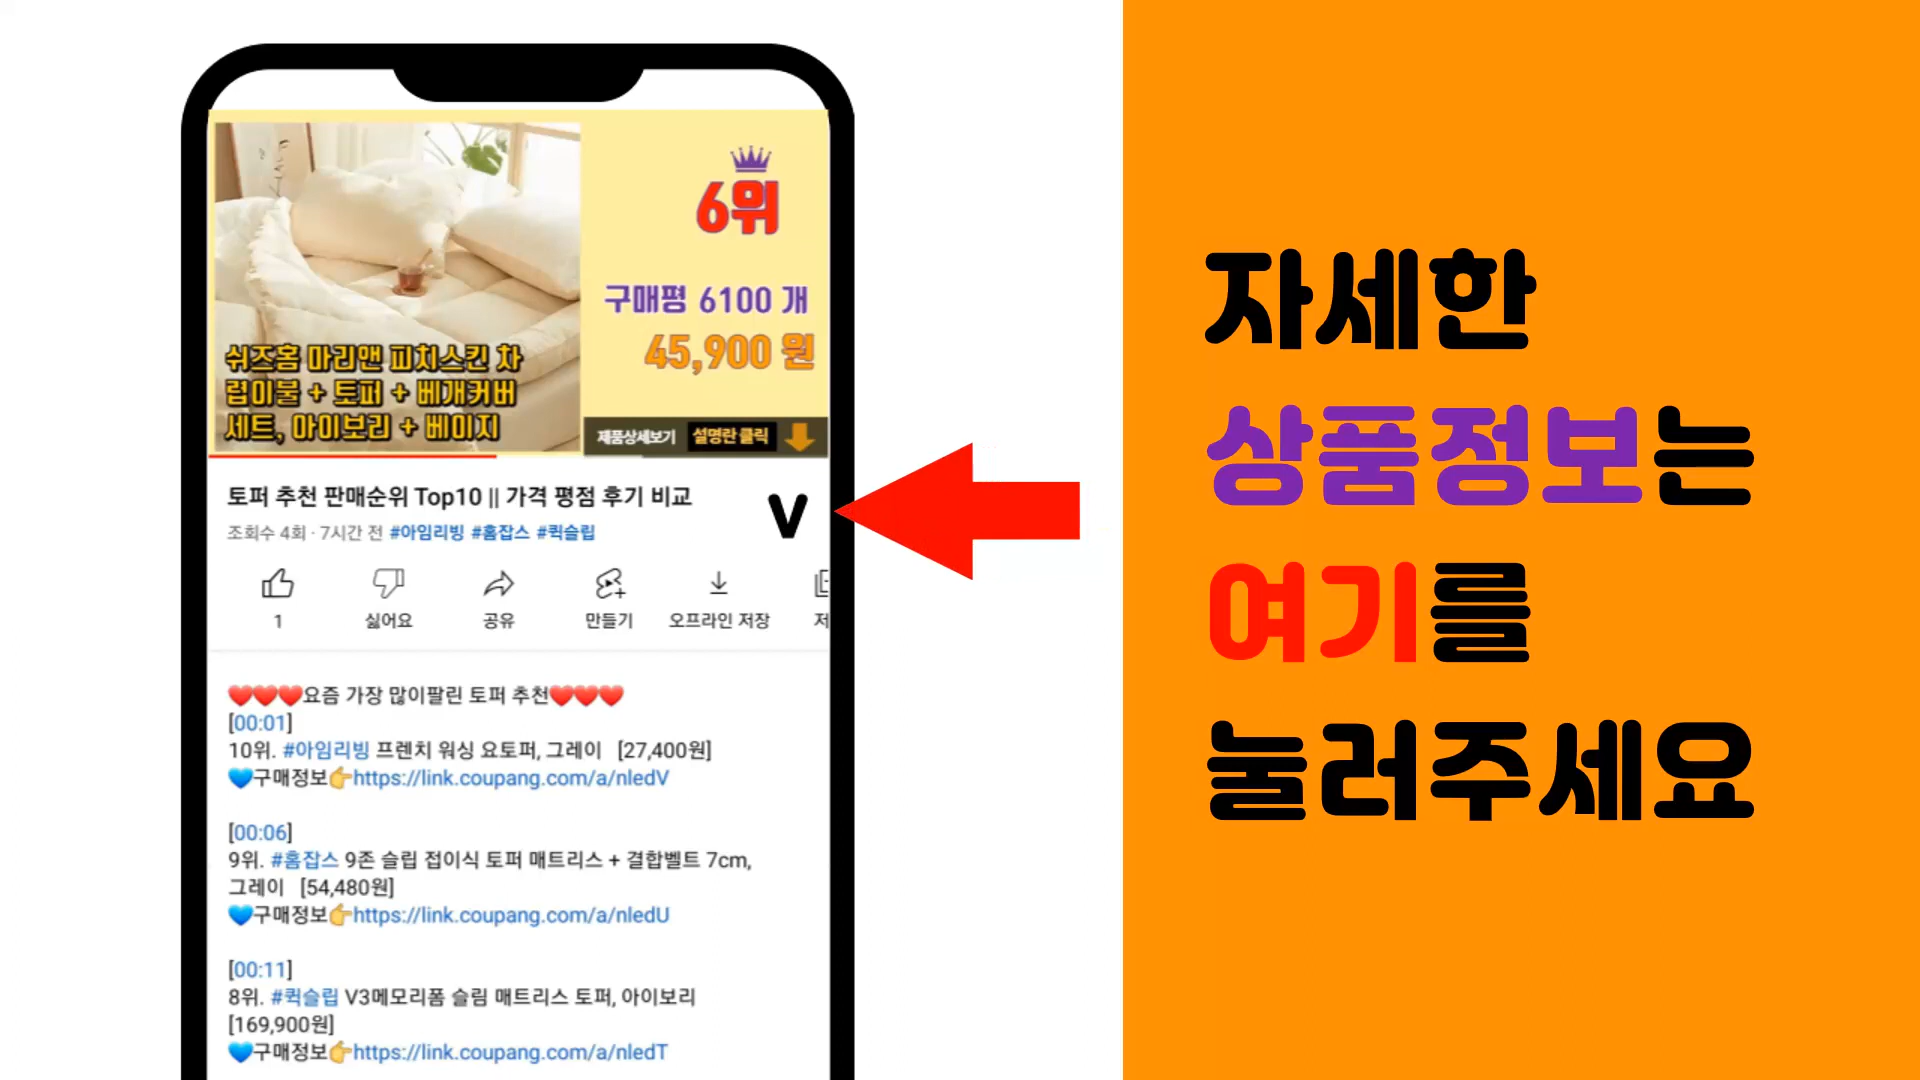 6위
구매평 6100 개
45,900 원
쉬즈홈 마리앤 피치스킨 차
렵이불 + 토퍼 + 베개커버
세트, 아이보리 + 베이지
제품상세보기 설명란 클릭
토퍼 추천 판매순위 Top10 || 가격 평점 후기 비교
V
조회수 4회 · 7시간 전 #아임리빙 #홈잡스 #퀵슬립
1 싫어요 공유 만들기 오프라인 저장 저
❤❤❤요즘 가장 많이팔린 토퍼 추천❤❤❤
[00:01]
10위. #아임리빙 프렌치 워싱 요토퍼, 그레이 [27,400원]
💙구매정보👉https://link.coupang.com/a/nledV
[00:06]
9위. #홈잡스 9존 슬립 접이식 토퍼 매트리스 + 결합벨트 7cm,
그레이 [54,480원]
💙구매정보👉https://link.coupang.com/a/nledU
[00:11]
8위. #퀵슬립 V3메모리폼 슬림 매트리스 토퍼, 아이보리
[169,900원]
💙구매정보👉https://link.coupang.com/a/nledT
자세한
상품정보는
여기를
눌러주세요